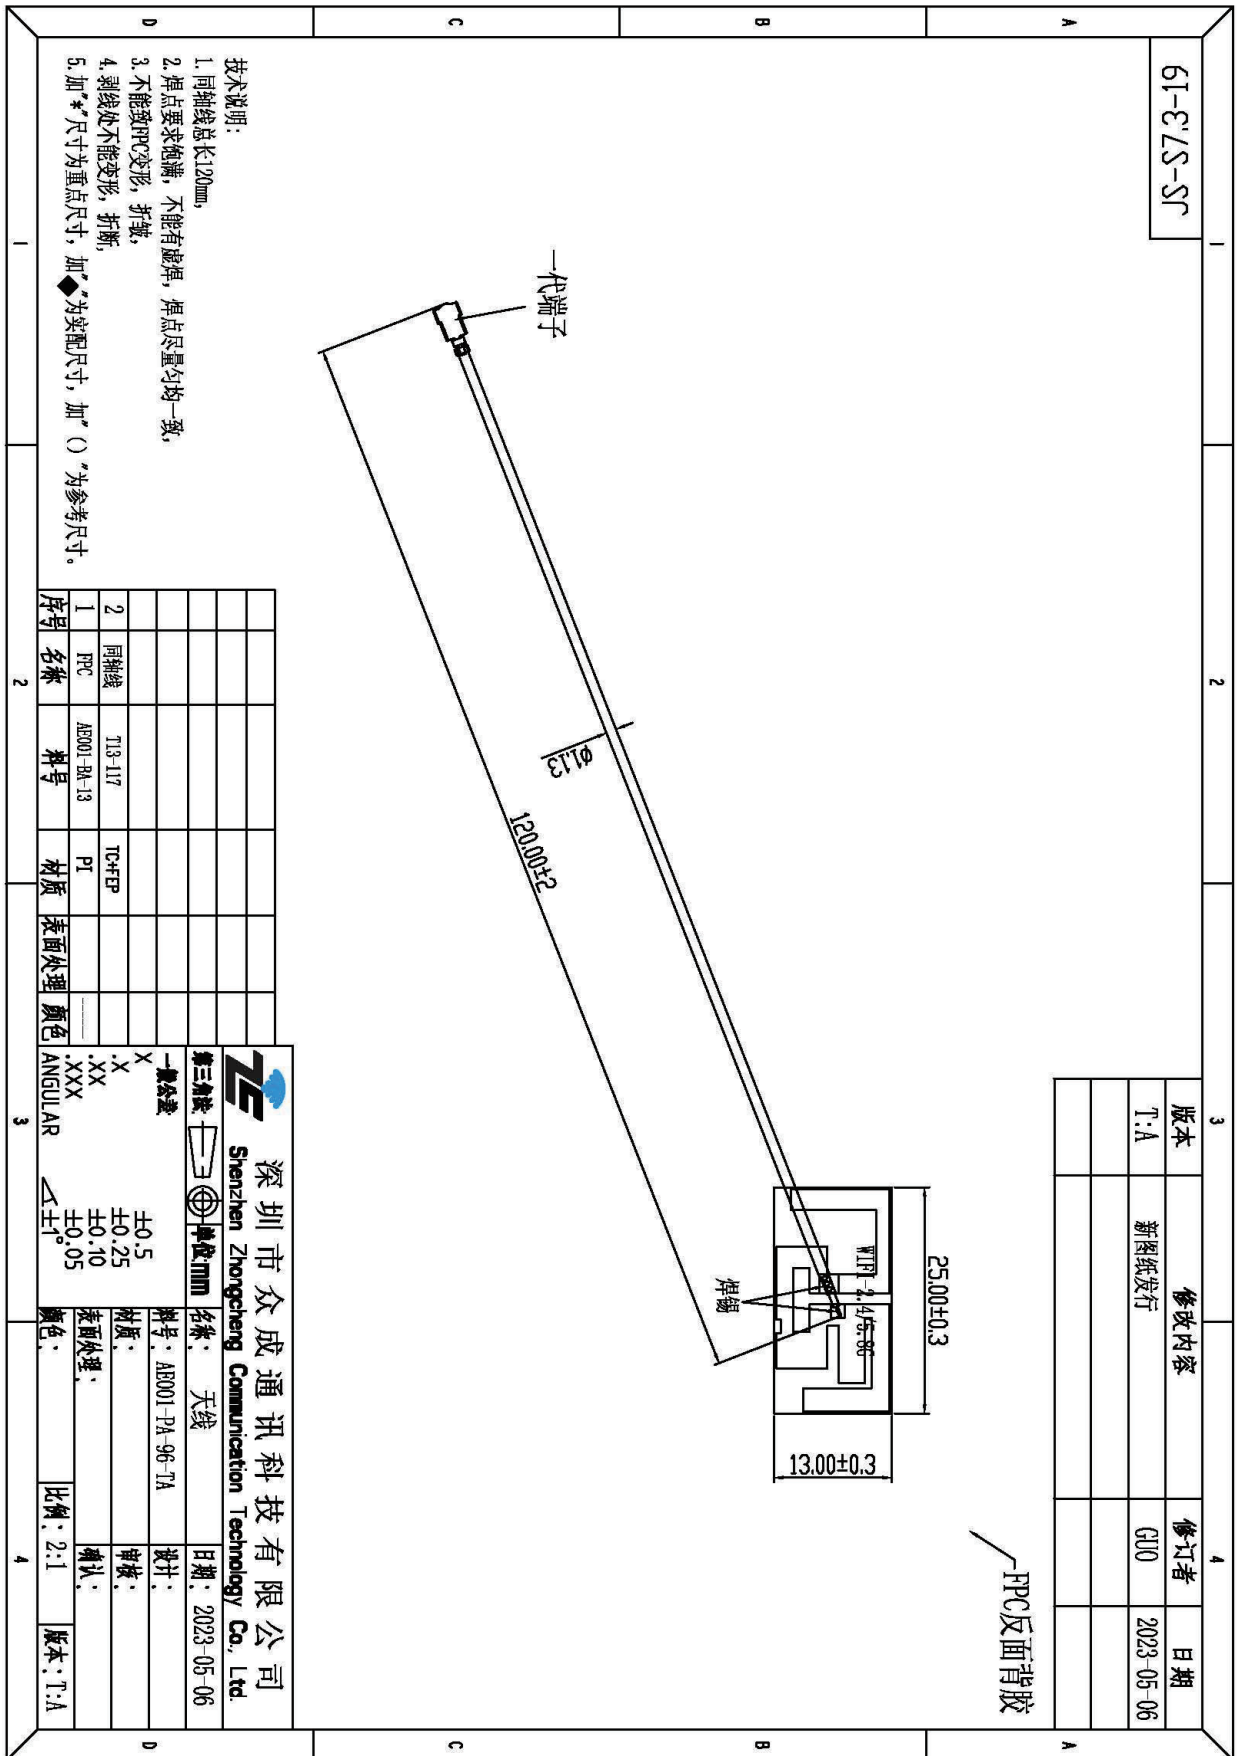 JS-S7.3-19
版本 修改内容 修订者 日期
T:A 新图纸发行 GUO 2023-05-06
FPC反面背胶
25.00±0.3
13.00±0.3
WIFI-2.4/5.8G
焊锡
一代端子
ø1.13
120.00±2
技术说明:
1.同轴线总长120mm,
2.焊点要求饱满, 不能有虚焊, 焊点尽量匀均一致,
3.不能致FPC变形, 折皱,
4.剥线处不能变形, 折断,
5.加"*"尺寸为重点尺寸, 加"◆"为实配尺寸, 加"()"为参考尺寸。
2 同轴线 T13-117 TC+FEP
1 FPC AE001-BA-13 PI
序号 名称 料号 材质 表面处理 颜色
ZC
深圳市众成通讯科技有限公司
Shenzhen Zhongcheng Communication Technology Co., Ltd.
第三角法 单位:mm
一般公差
X ±0.5
.X ±0.25
.XX ±0.10
.XXX ±0.05
ANGULAR ±1°
名称: 天线 日期: 2023-05-06
料号: AE001-PA-96-TA 设计:
材质: 审核:
表面处理: 确认:
颜色: 比例: 2:1 版本: T:A
A B C D
A B C D
1 2 3 4
1 2 3 4